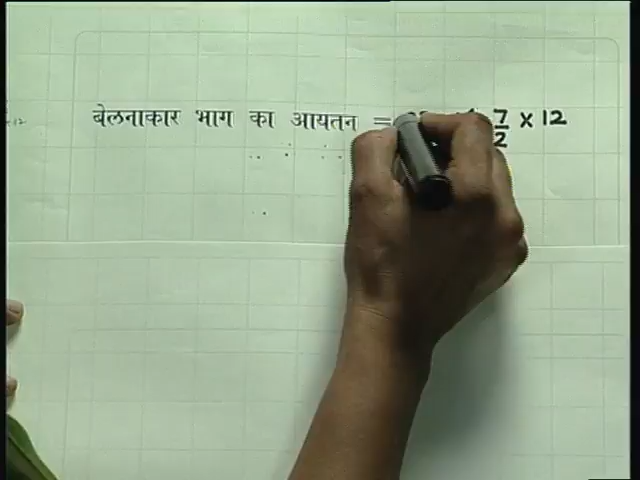 बेलनाकार भाग का आयतन = 7/2 x 12